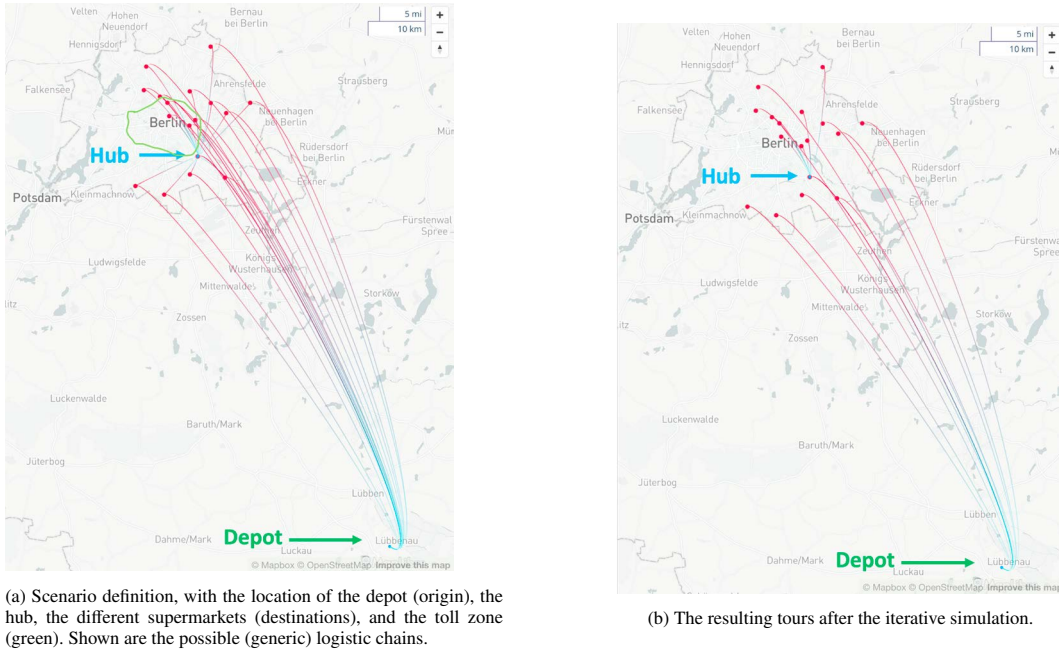 5 mi
10 km
+
−
Velten
Hohen
Neuendorf
Bernau
bei Berlin
Hennigsdorf
Falkensee
Ahrensfelde
Strausberg
Neuenhagen
bei Berlin
Berlin
Hub
Rüdersdorf
bei Berlin
Erkner
Potsdam
Kleinmachnow
Fürstenwal
Spree
Zeuthen
Ludwigsfelde
Königs
Wusterhausen
Mittenwalde
Storkow
Zossen
Luckenwalde
Baruth/Mark
Jüterbog
Lübben
Depot
Dahme/Mark
Luckau
Lübbenau
© Mapbox © OpenStreetMap Improve this map
(a) Scenario definition, with the location of the depot (origin), the
hub, the different supermarkets (destinations), and the toll zone
(green). Shown are the possible (generic) logistic chains.
5 mi
10 km
+
−
Velten
Hohen
Neuendorf
Bernau
bei Berlin
Hennigsdorf
Falkensee
Ahrensfelde
Strausberg
Neuenhagen
bei Berlin
Berlin
Hub
Rüdersdorf
bei Berlin
Erkner
Potsdam
Kleinmachnow
Fürstenwa
Spree
Zeuthen
Ludwigsfelde
Königs
Wusterhausen
Mittenwalde
Storkow
itz
Zossen
Luckenwalde
Baruth/Mark
Jüterbog
Lübben
Depot
Dahme/Mark
Luckau
Lübbenau
© Mapbox © OpenStreetMap Improve this map
(b) The resulting tours after the iterative simulation.